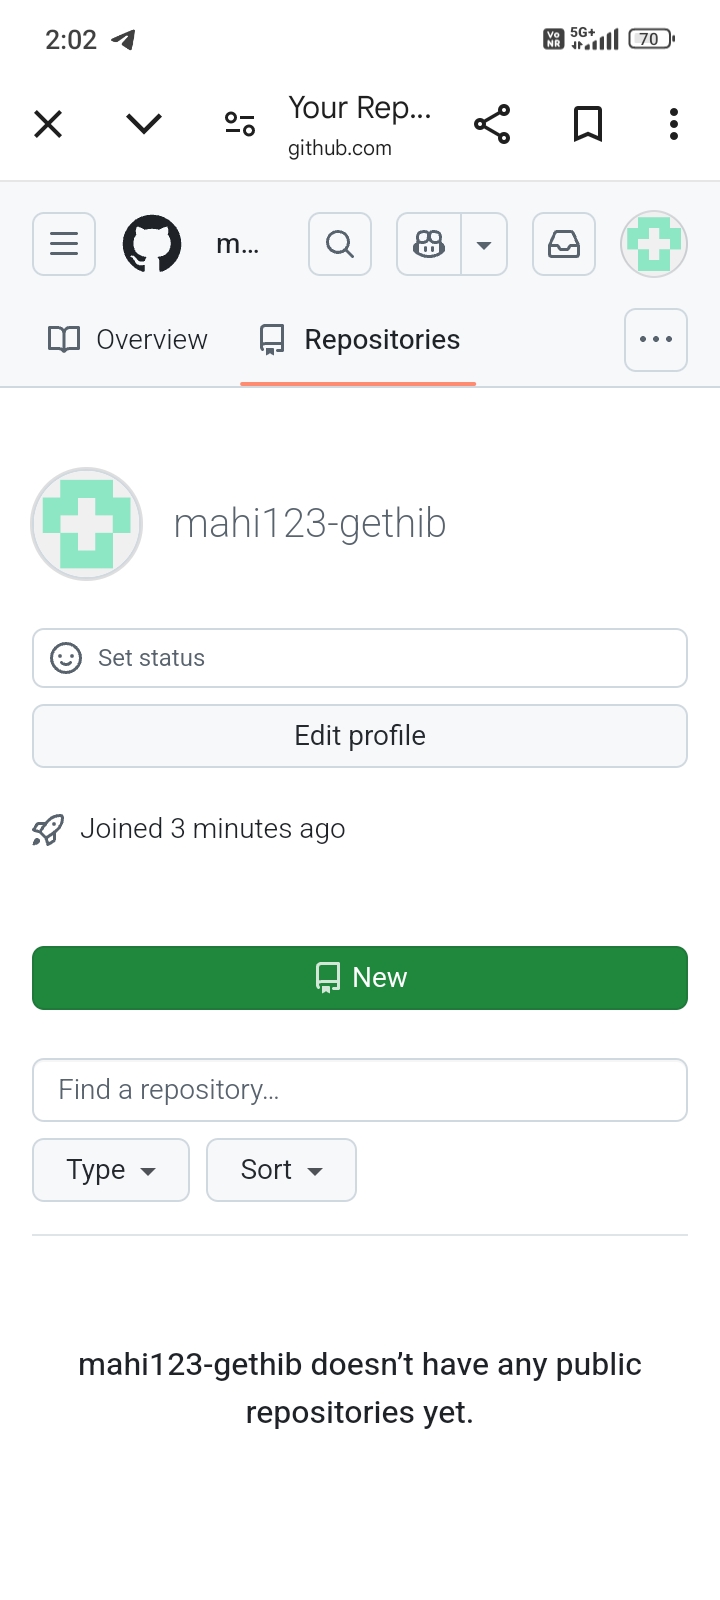 2:02
Vo NR 5G+ 70
Your Rep...
github.com
m...
Overview Repositories
mahi123-gethib
Set status
Edit profile
Joined 3 minutes ago
New
Find a repository...
Type Sort
mahi123-gethib doesn’t have any public
repositories yet.